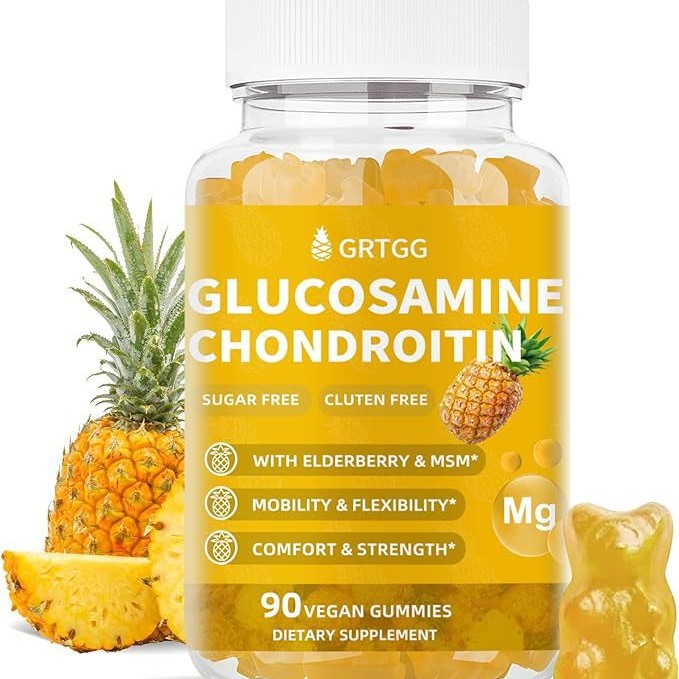 GRTGG
GLUCOSAMINE
CHONDROITIN
SUGAR FREE CLUTEN FREE
WITH ELDERBERRY & MSM*
MOBILITY & FLEXIBILITY*
Mg
COMFORT & STRENGTH*
90 VEGAN GUMMIES
DIETARY SUPPLEMENT